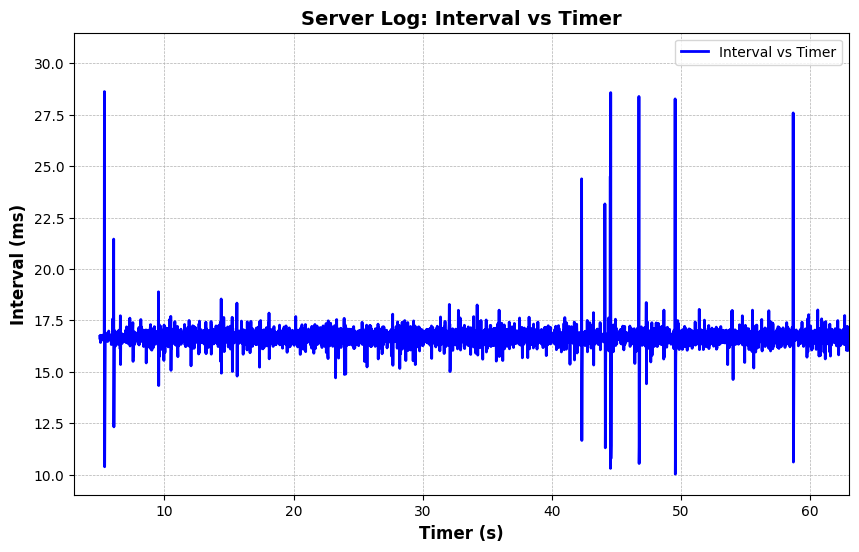 Server Log: Interval vs Timer
Interval vs Timer
30.0
27.5
25.0
22.5
20.0
17.5
15.0
12.5
10.0
Interval (ms)
10 20 30 40 50 60
Timer (s)